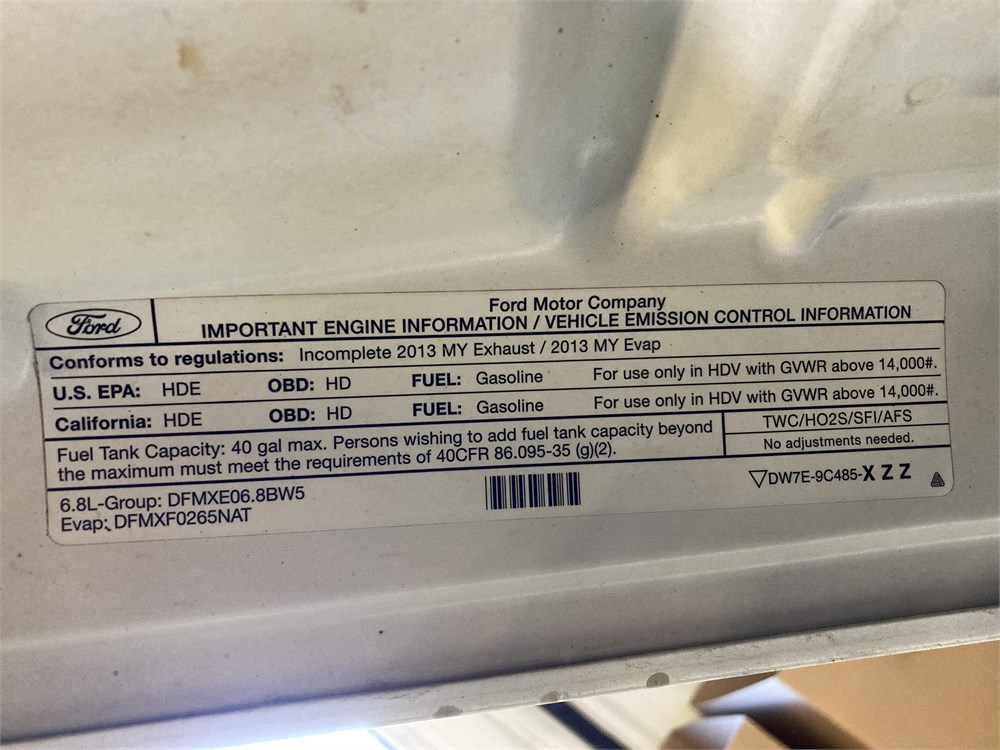 Ford
Ford Motor Company
IMPORTANT ENGINE INFORMATION / VEHICLE EMISSION CONTROL INFORMATION
Conforms to regulations: Incomplete 2013 MY Exhaust / 2013 MY Evap
U.S. EPA: HDE OBD: HD FUEL: Gasoline For use only in HDV with GVWR above 14,000#.
California: HDE OBD: HD FUEL: Gasoline For use only in HDV with GVWR above 14,000#.
Fuel Tank Capacity: 40 gal max. Persons wishing to add fuel tank capacity beyond
the maximum must meet the requirements of 40CFR 86.095-35 (g)(2).
TWC/HO2S/SFI/AFS
No adjustments needed.
6.8L-Group: DFMXE06.8BW5
Evap: DFMXF0265NAT
▽DW7E-9C485-X Z Z